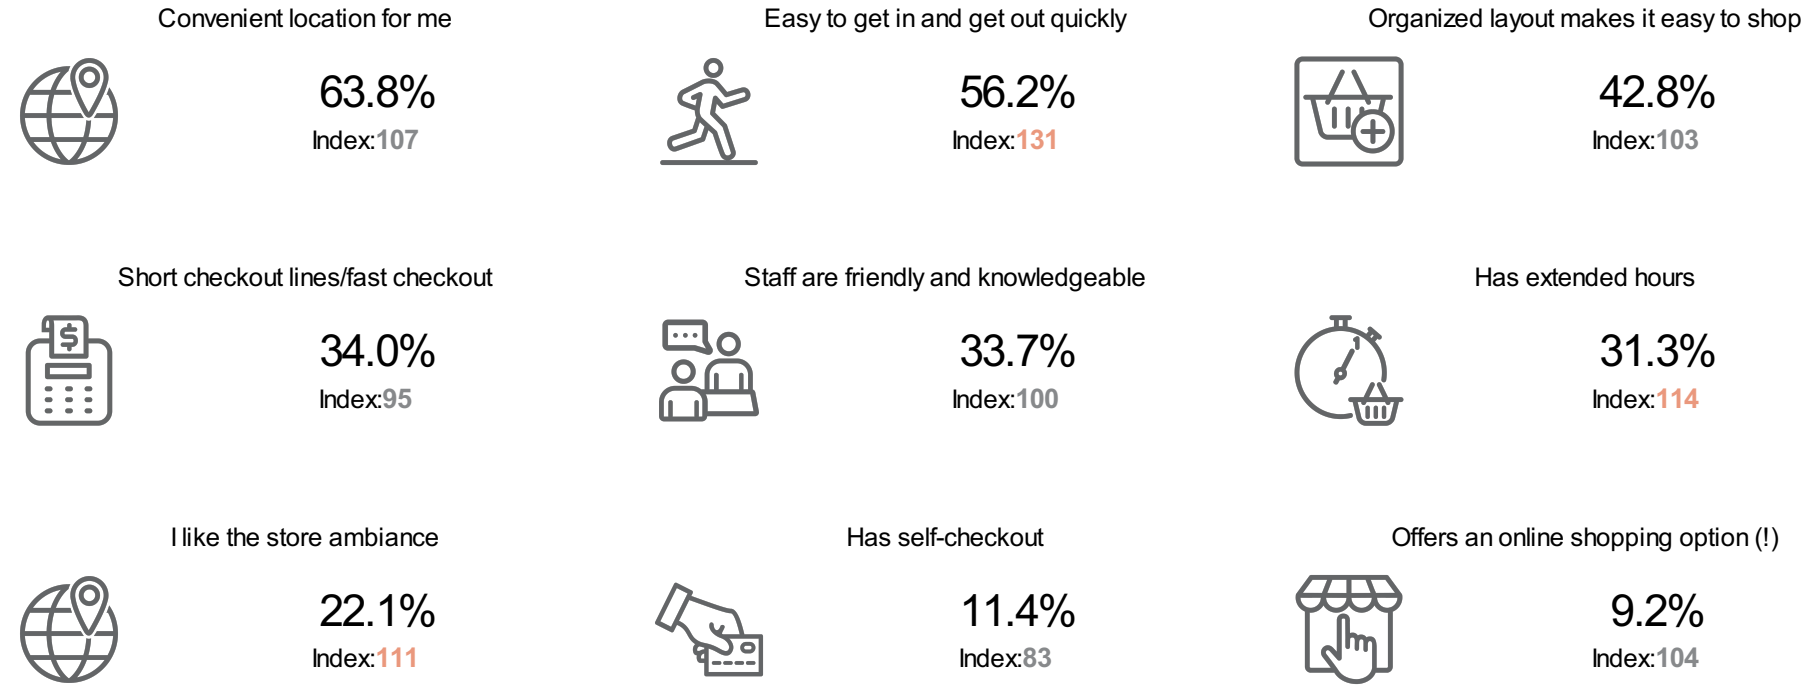 Convenient location for me
63.8%
Index:107
Easy to get in and get out quickly
56.2%
Index:131
Organized layout makes it easy to shop
42.8%
Index:103
Short checkout lines/fast checkout
$
34.0%
Index:95
Staff are friendly and knowledgeable
33.7%
Index:100
Has extended hours
31.3%
Index:114
I like the store ambiance
22.1%
Index:111
Has self-checkout
11.4%
Index:83
Offers an online shopping option (!)
9.2%
Index:104